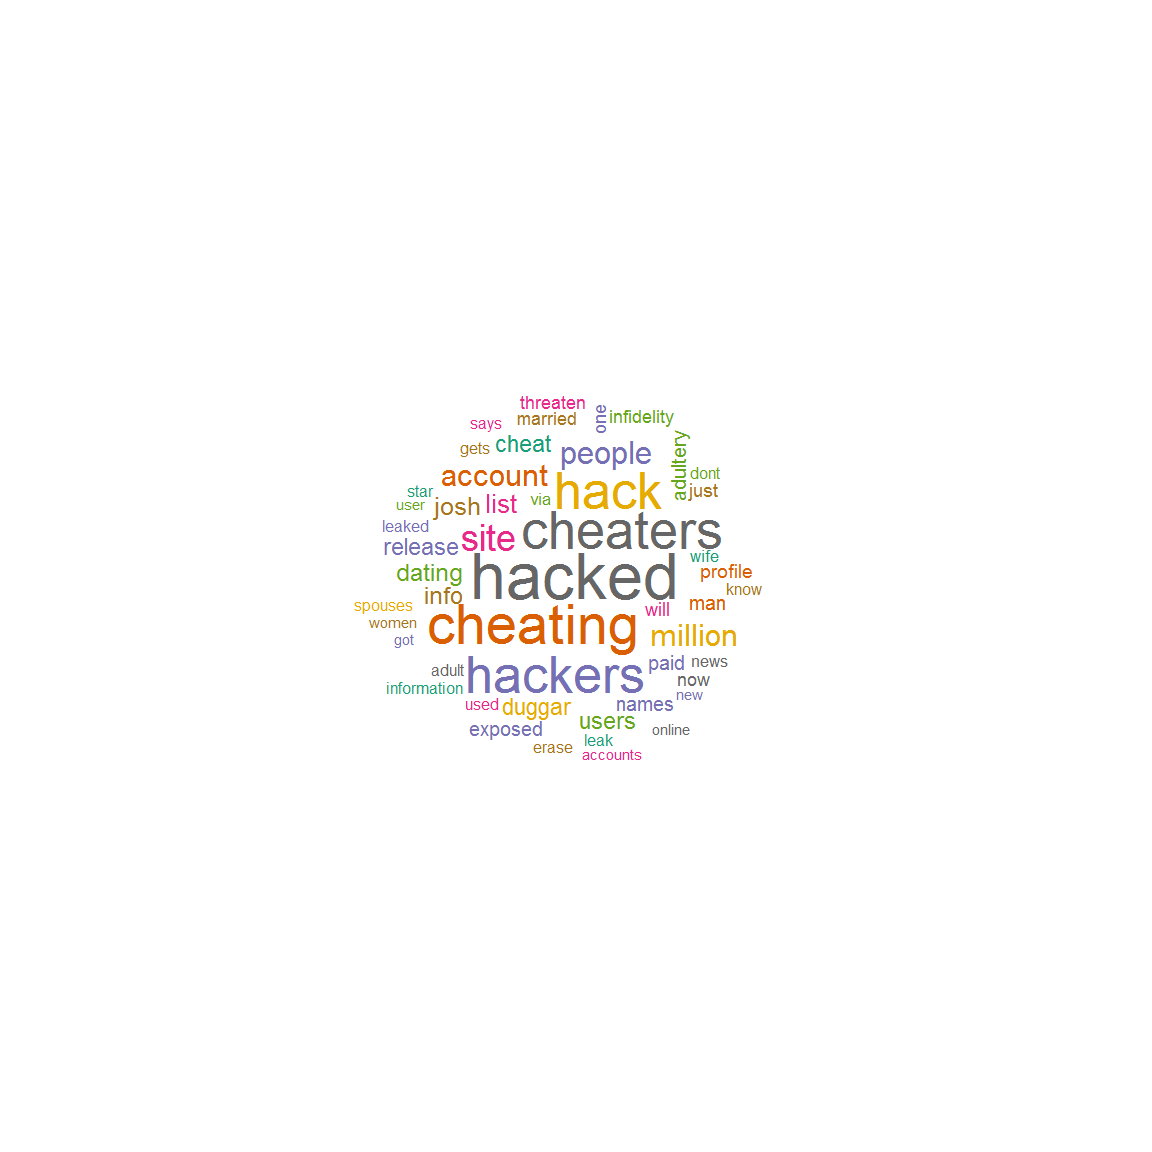 threaten
says
married
one
infidelity
gets
cheat
people
adultery
account
hack
dont
star
just
user
josh
list
via
leaked
cheaters
release
site
wife
dating
hacked
profile
info
know
spouses
will
man
women
cheating
million
got
adult
hackers
paid
news
information
now
used
duggar
names
new
exposed
users
online
erase
leak
accounts